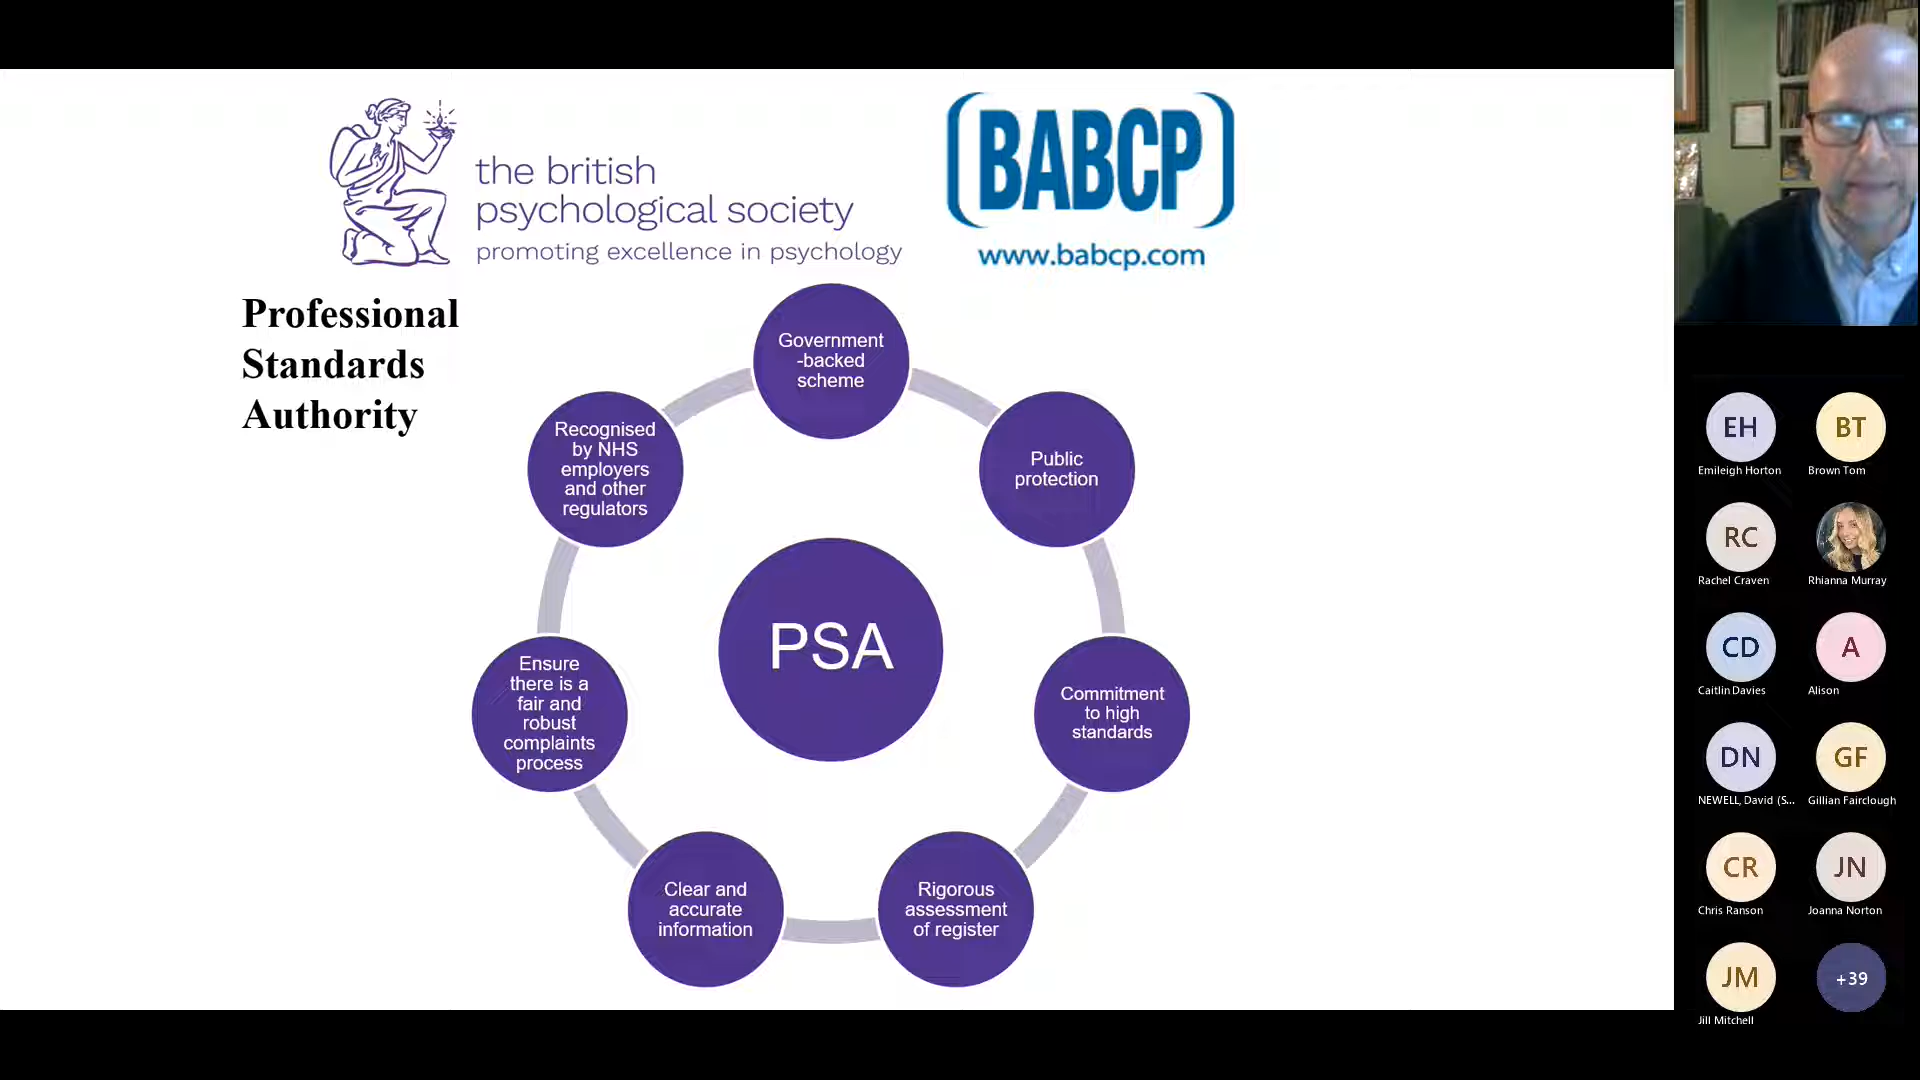 the british
psychological society
promoting excellence in psychology
BABCP
www.babcp.com
Professional
Standards
Authority
Government
-backed
scheme
Public
protection
Commitment
to high
standards
Rigorous
assessment
of register
Clear and
accurate
information
Ensure
there is a
fair and
robust
complaints
process
Recognised
by NHS
employers
and other
regulators
PSA
EH
Emileigh Horton
BT
Brown Tom
RC
Rachel Craven
Rhianna Murray
CD
Caitlin Davies
A
Alison
DN
NEWELL, David (S...
GF
Gillian Fairclough
CR
Chris Ranson
JN
Joanna Norton
JM
Jill Mitchell
+39